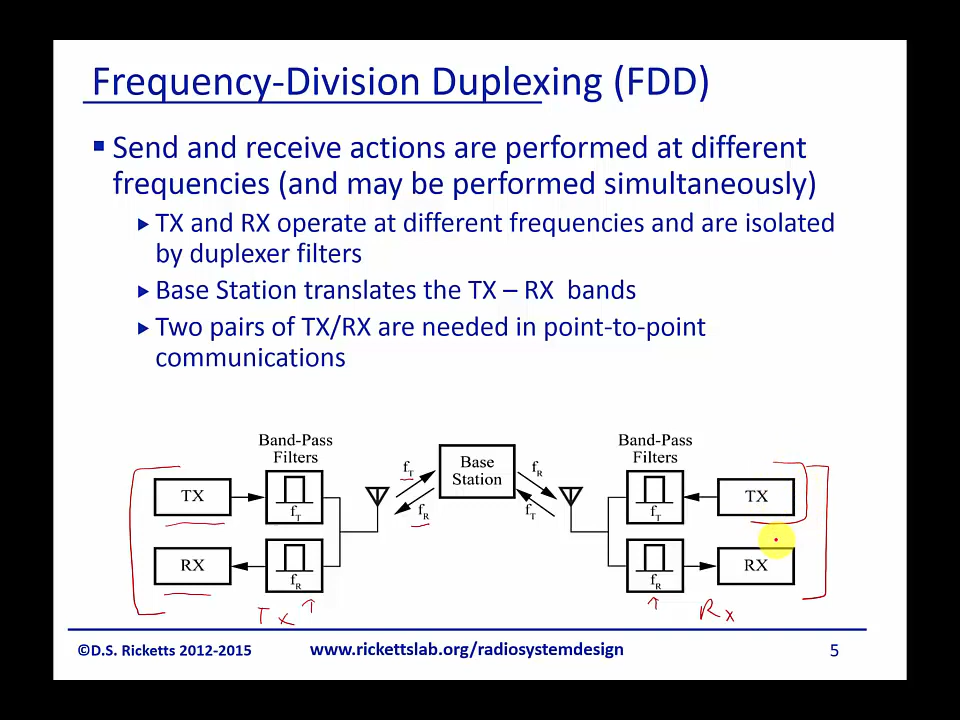 Frequency-Division Duplexing (FDD)
Send and receive actions are performed at different
frequencies (and may be performed simultaneously)
TX and RX operate at different frequencies and are isolated
by duplexer filters
Base Station translates the TX – RX bands
Two pairs of TX/RX are needed in point-to-point
communications
Band-Pass
Filters
Band-Pass
Filters
TX
fT
fT
Base
Station
fR
fT
TX
RX
fR
fR
fT
fR
RX
Tx
Rx
©D.S. Ricketts 2012-2015
www.rickettslab.org/radiosystemdesign
5